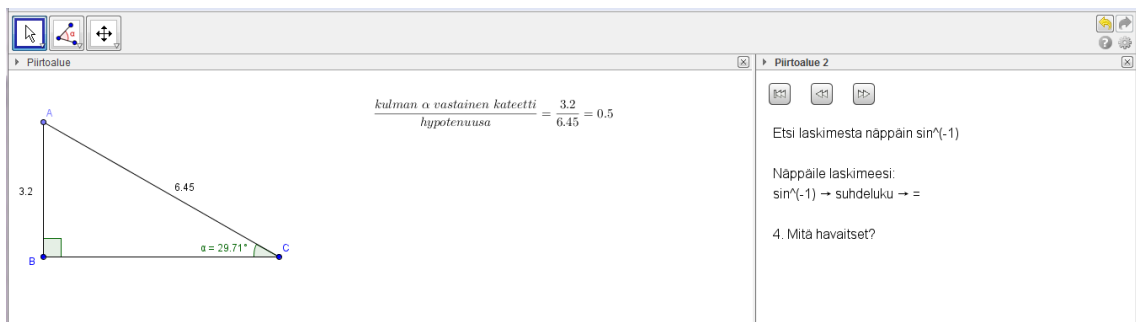 Piirtoalue
Piirtoalue 2
kulman α vastainen kateetti / hypotenuusa = 3.2 / 6.45 = 0.5
A
3.2
6.45
α = 29.71°
B
C
Etsi laskimesta näppäin sin^(-1)
Näppäile laskimeesi:
sin^(-1) → suhdeluku → =
4. Mitä havaitset?